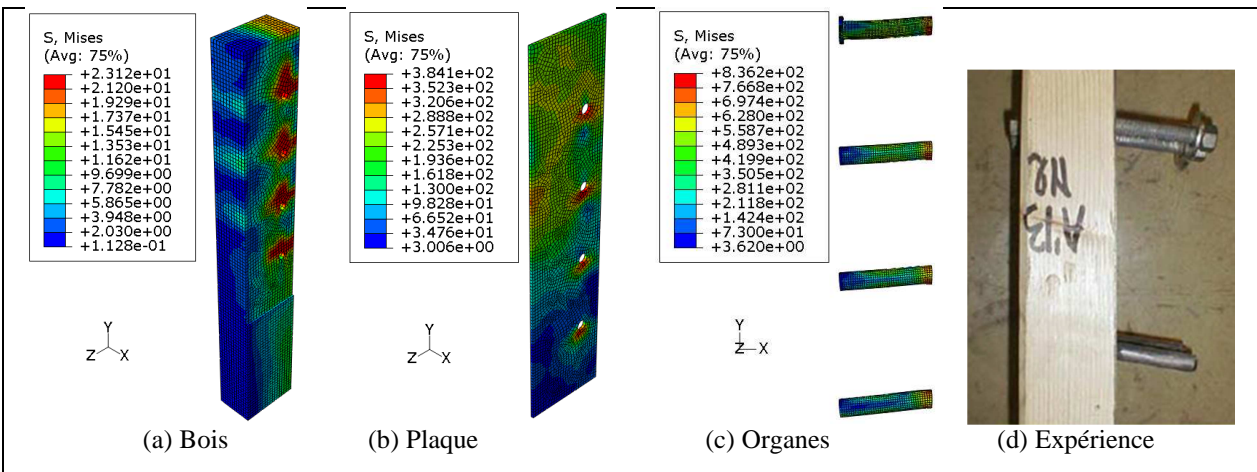 S, Mises
(Avg: 75%)
+2.312e+01
+2.120e+01
+1.929e+01
+1.737e+01
+1.545e+01
+1.353e+01
+1.162e+01
+9.699e+00
+7.782e+00
+5.865e+00
+3.948e+00
+2.030e+00
+1.128e-01
Y
Z X
(a) Bois
S, Mises
(Avg: 75%)
+3.841e+02
+3.523e+02
+3.206e+02
+2.888e+02
+2.571e+02
+2.253e+02
+1.936e+02
+1.618e+02
+1.300e+02
+9.828e+01
+6.652e+01
+3.476e+01
+3.006e+00
Y
Z X
(b) Plaque
S, Mises
(Avg: 75%)
+8.362e+02
+7.668e+02
+6.974e+02
+6.280e+02
+5.587e+02
+4.893e+02
+4.199e+02
+3.505e+02
+2.811e+02
+2.118e+02
+1.424e+02
+7.300e+01
+3.620e+00
Y
Z X
(c) Organes
(d) Expérience